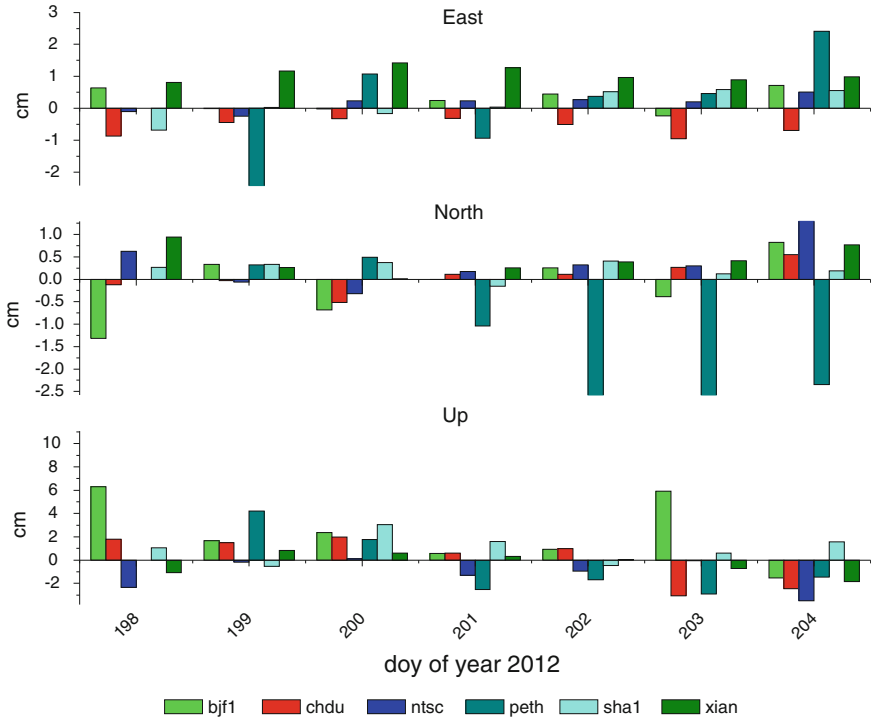 East
3
2
1
0
-1
-2
cm
North
1.0
0.5
0.0
-0.5
-1.0
-1.5
-2.0
-2.5
cm
Up
10
8
6
4
2
0
-2
cm
198 199 200 201 202 203 204
doy of year 2012
bjf1 chdu ntsc peth sha1 xian